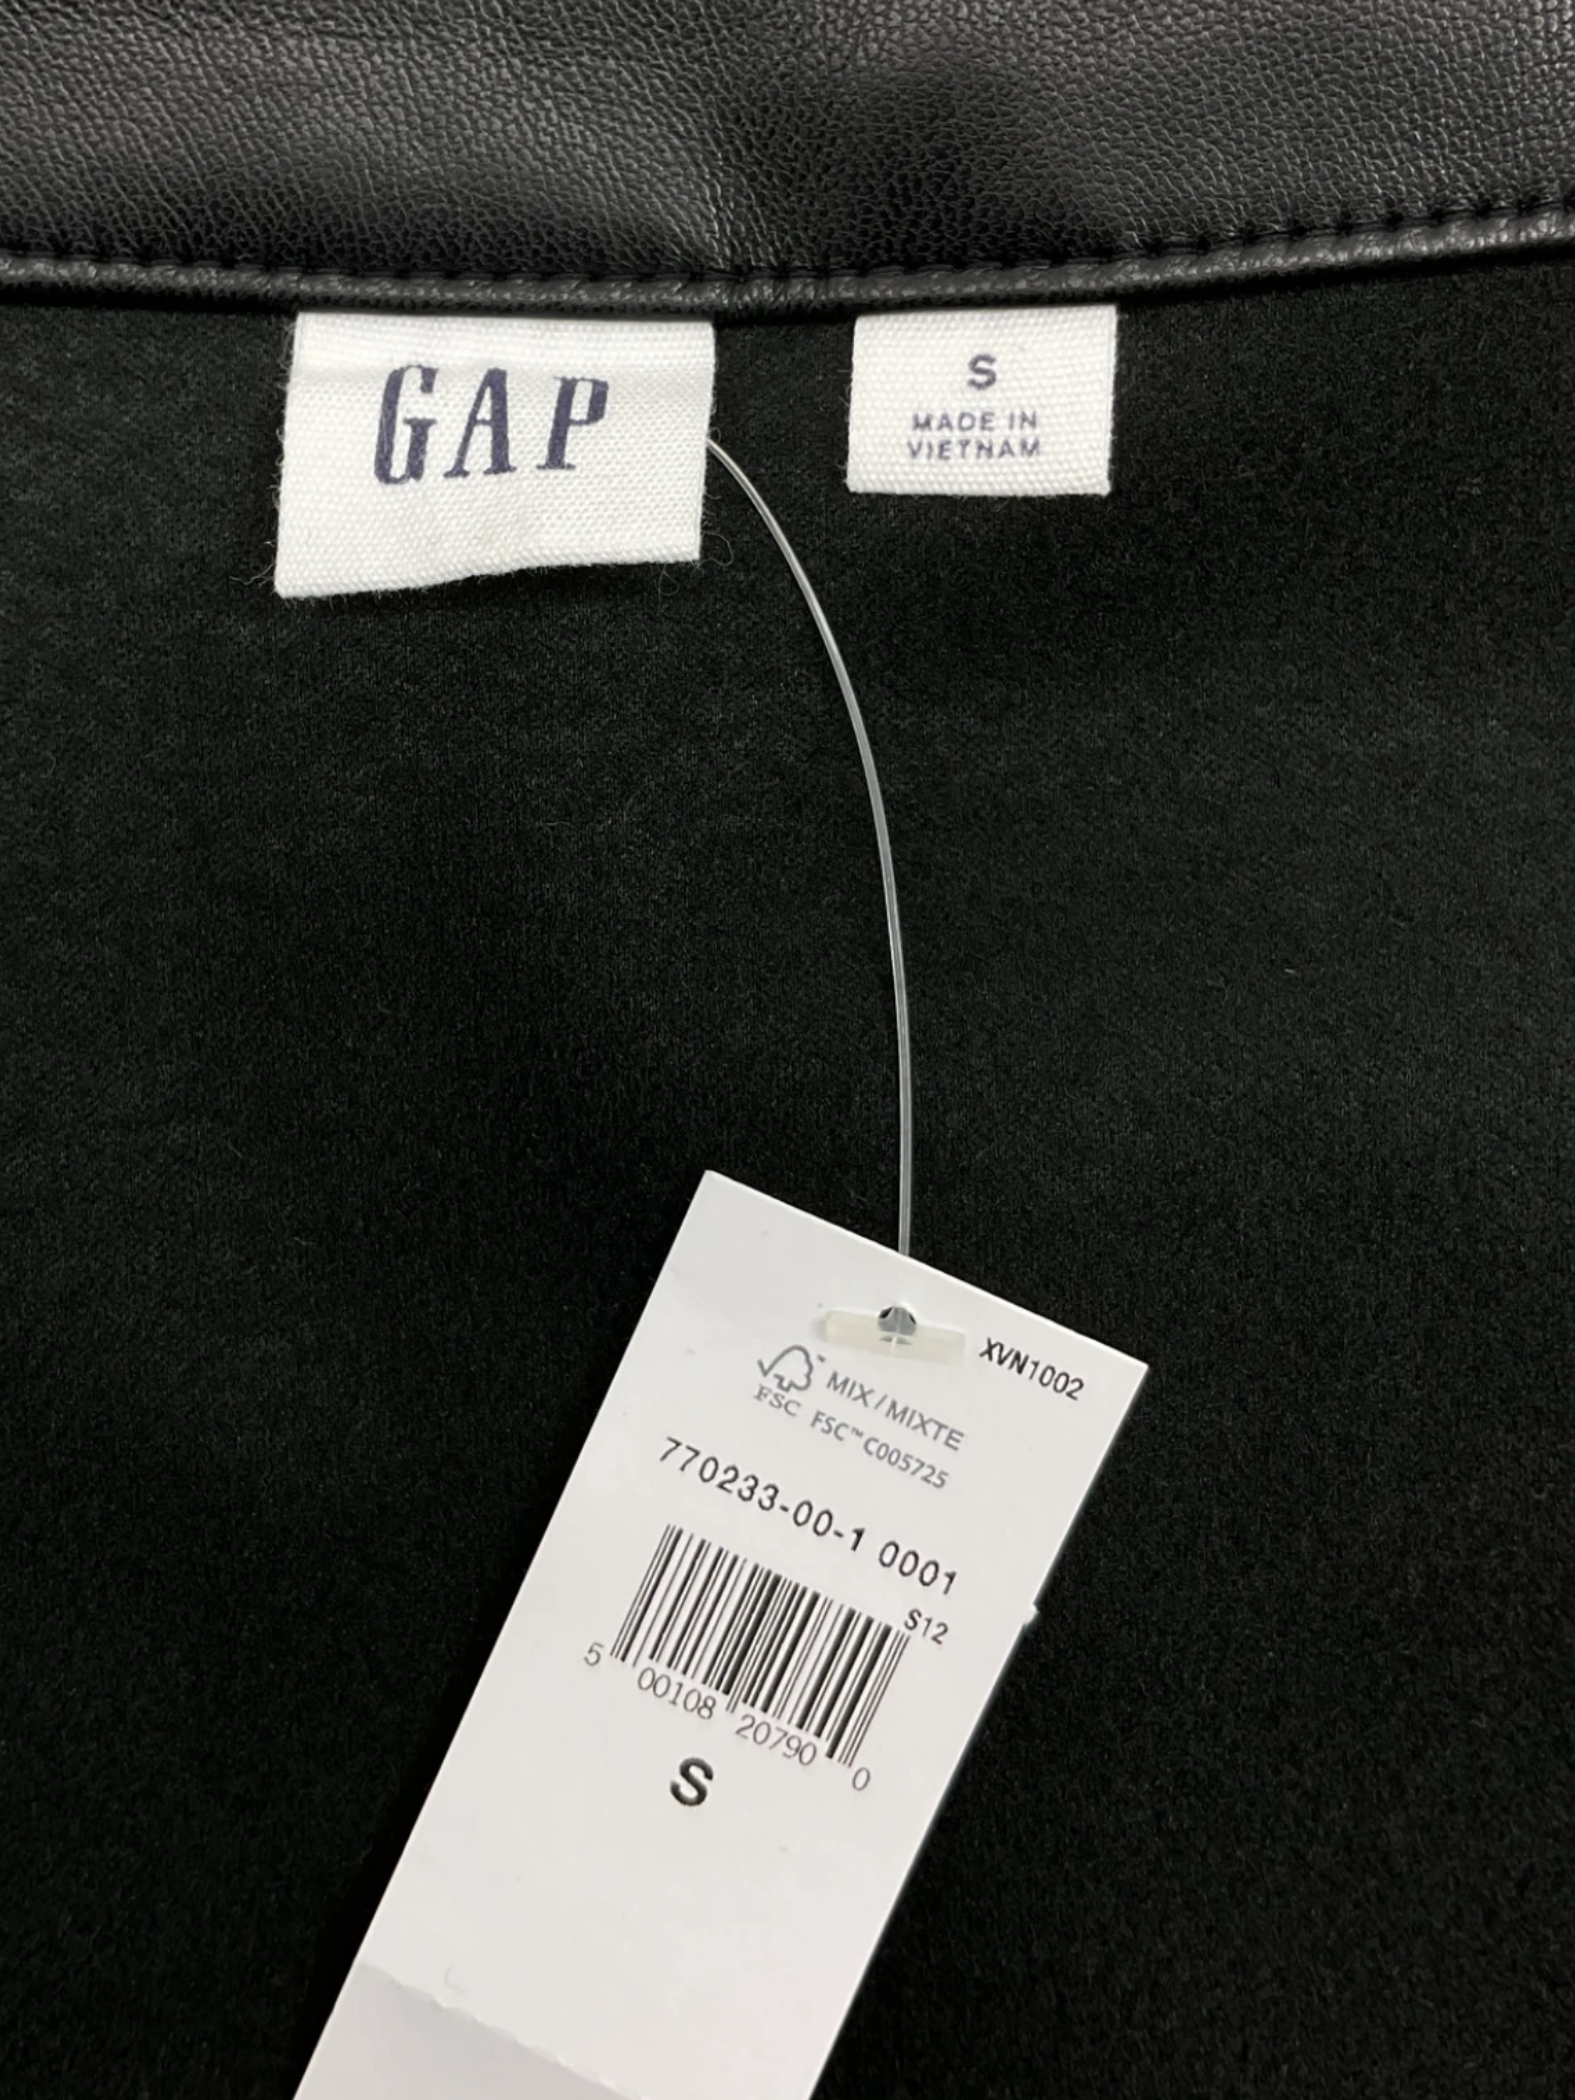 GAP
S
MADE IN
VIETNAM
XVN1002
MIX/MIXTE
FSC FSC™ C005725
770233-00-1 0001
S12
5 00108 20790 0
S